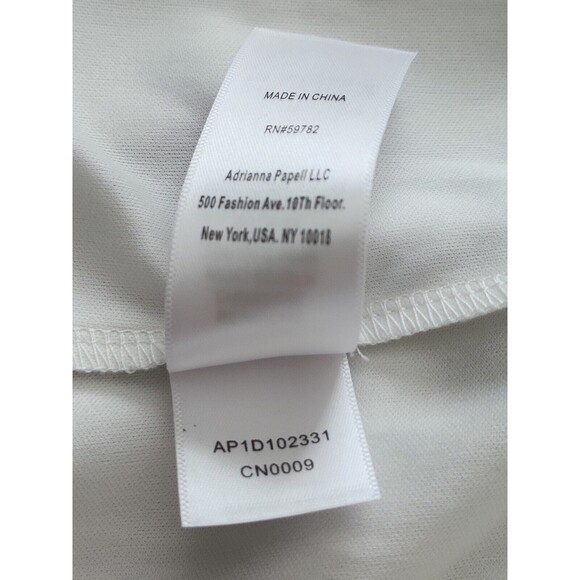 MADE IN CHINA
RN#59782
Adrianna Papell LLC
500 Fashion Ave.10Th Floor.
New York,USA. NY 10018
AP1D102331
CN0009